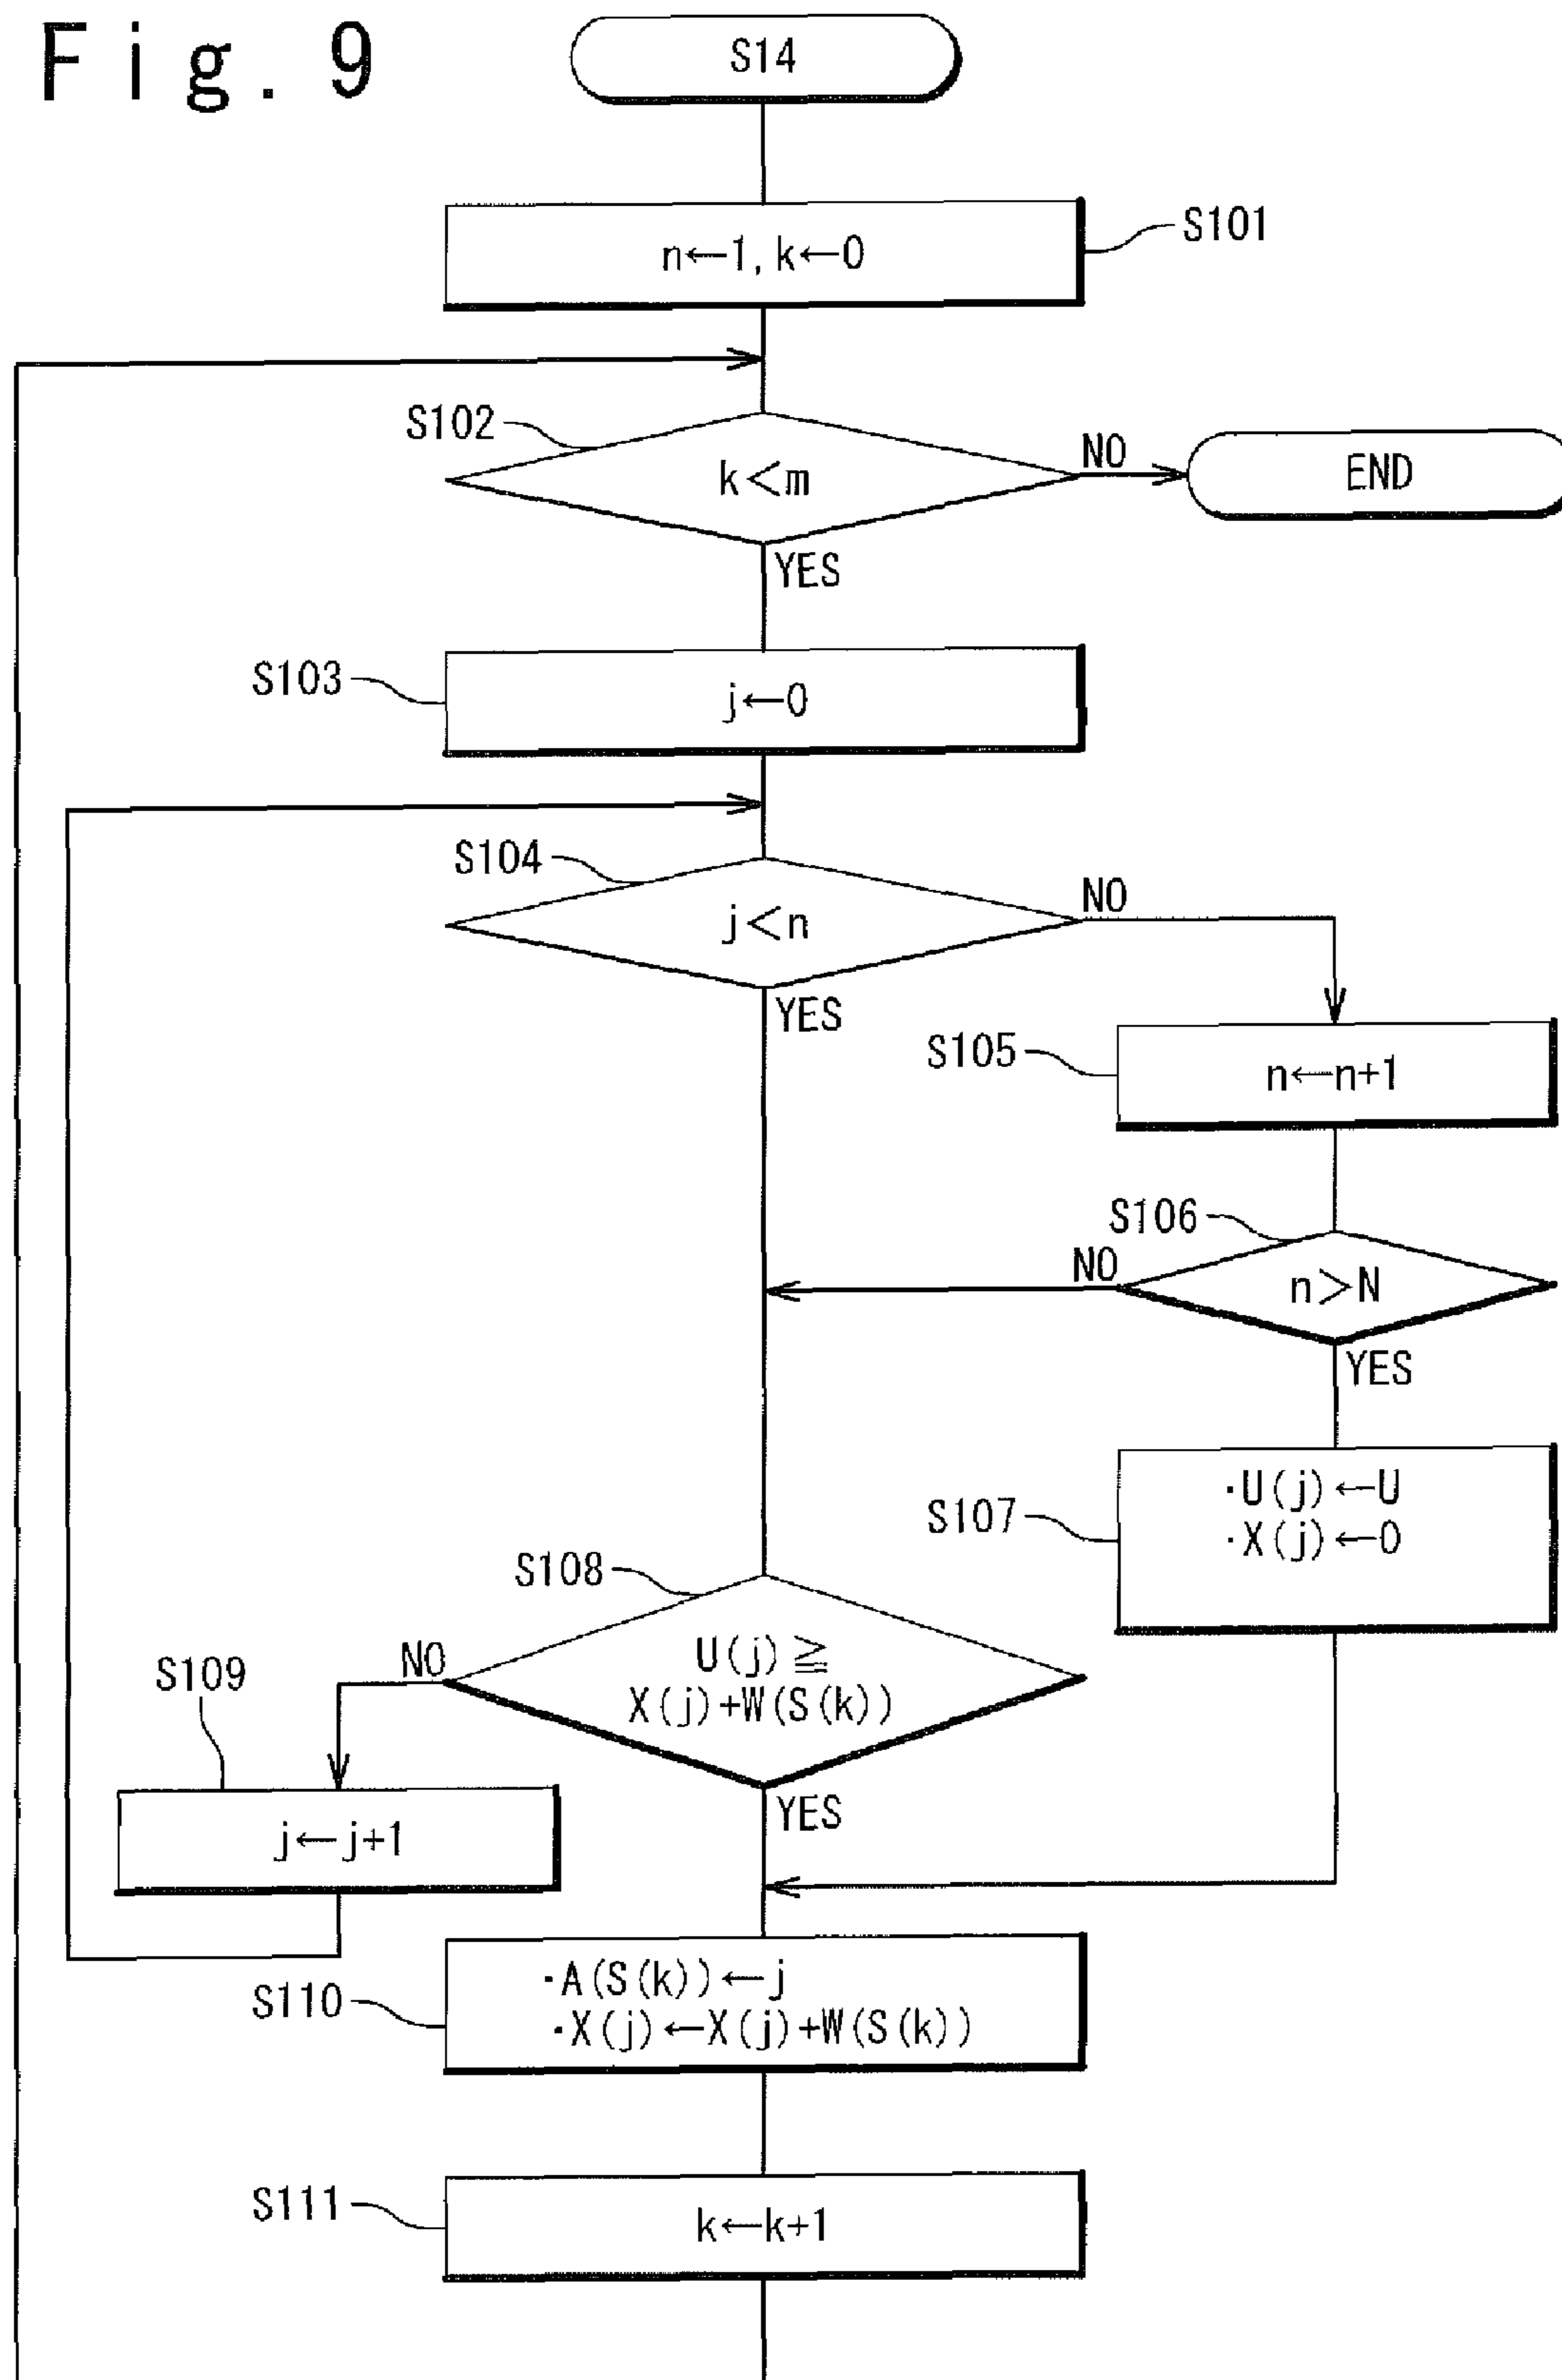 Fig. 9
S14
n←1, k←0
S101
S102
k<m
NO
END
YES
S103
j←0
S104
j<n
NO
YES
S105
n←n+1
S106
NO
n>N
YES
S107
·U(j)←U
·X(j)←0
S108
U(j)≧
X(j)+W(S(k))
NO
S109
YES
j←j+1
S110
·A(S(k))←j
·X(j)←X(j)+W(S(k))
S111
k←k+1